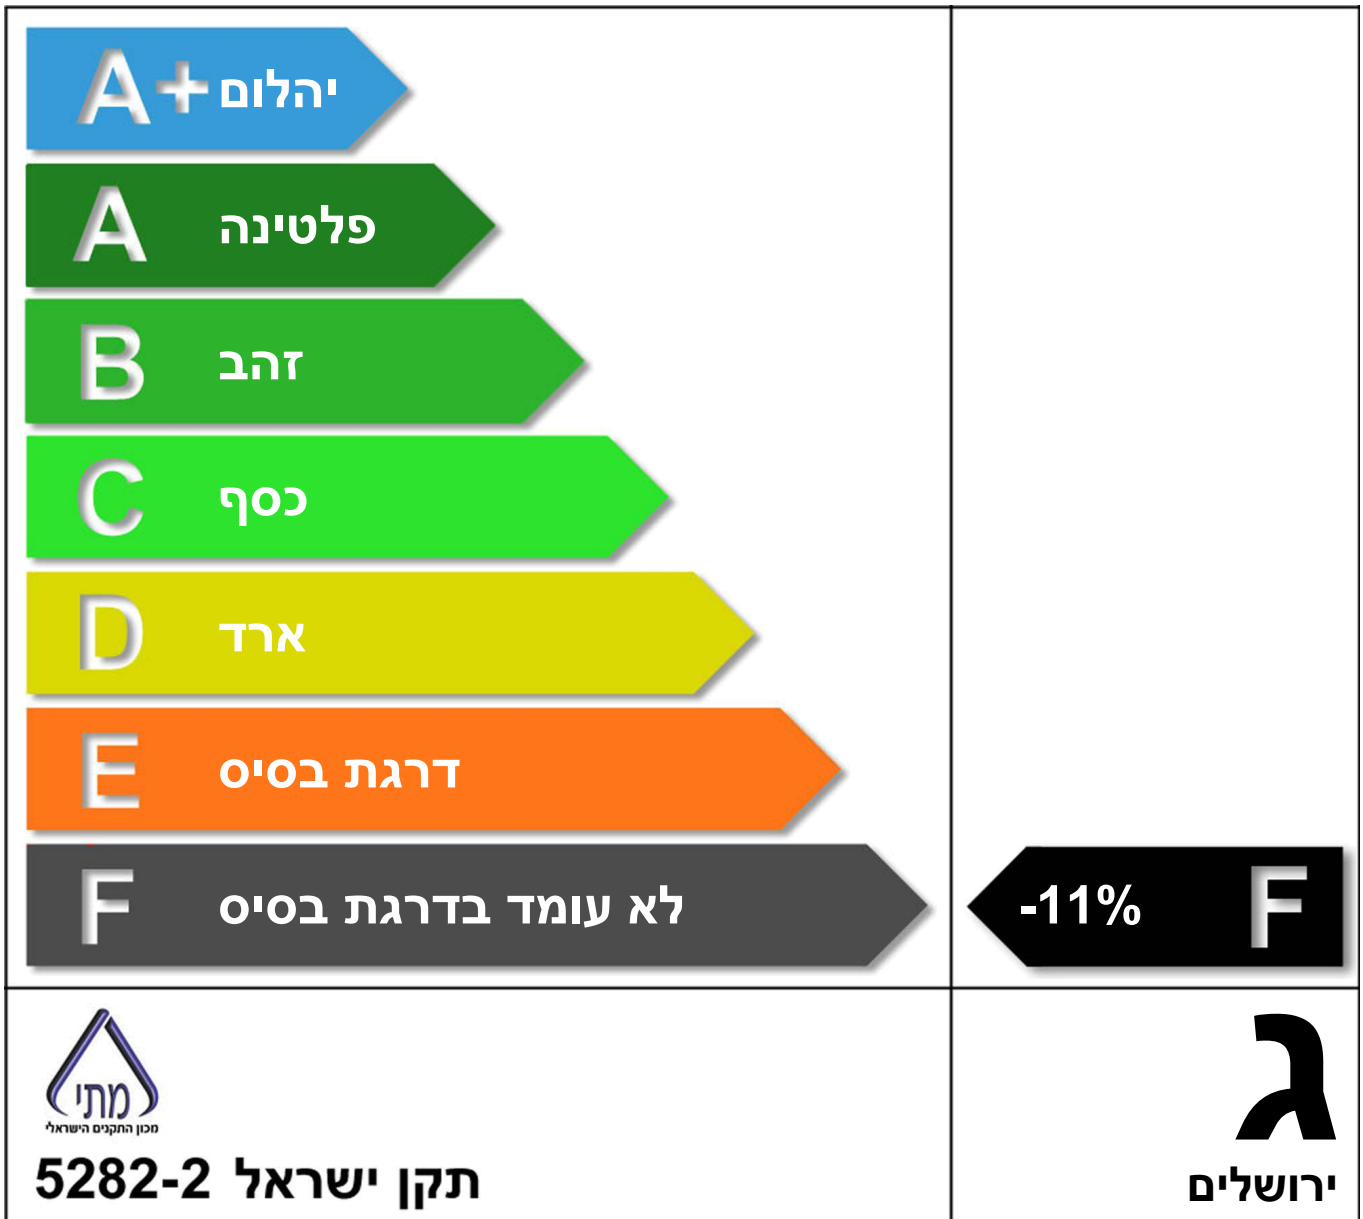 A+ יהלום
A פלטינה
B זהב
C כסף
D ארד
E דרגת בסיס
F לא עומד בדרגת בסיס
-11% F
מתי
מכון התקנים הישראלי
תקן ישראל 5282-2
ג
ירושלים